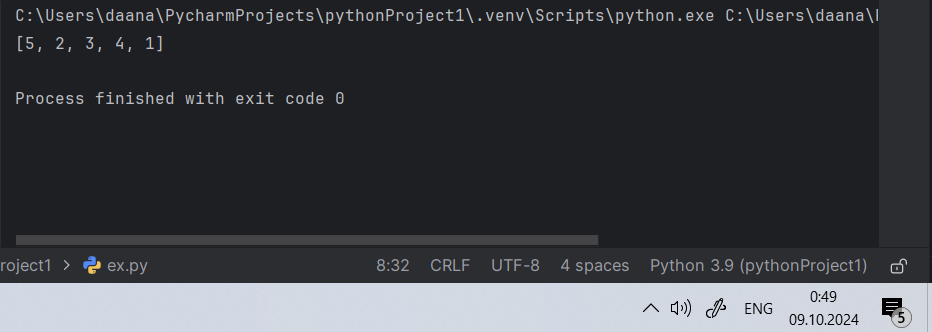 C:\Users\daana\PycharmProjects\pythonProject1\.venv\Scripts\python.exe C:\Users\daana\
[5, 2, 3, 4, 1]
Process finished with exit code 0
roject1 > ex.py 8:32 CRLF UTF-8 4 spaces Python 3.9 (pythonProject1)
ENG 0:49
09.10.2024 5